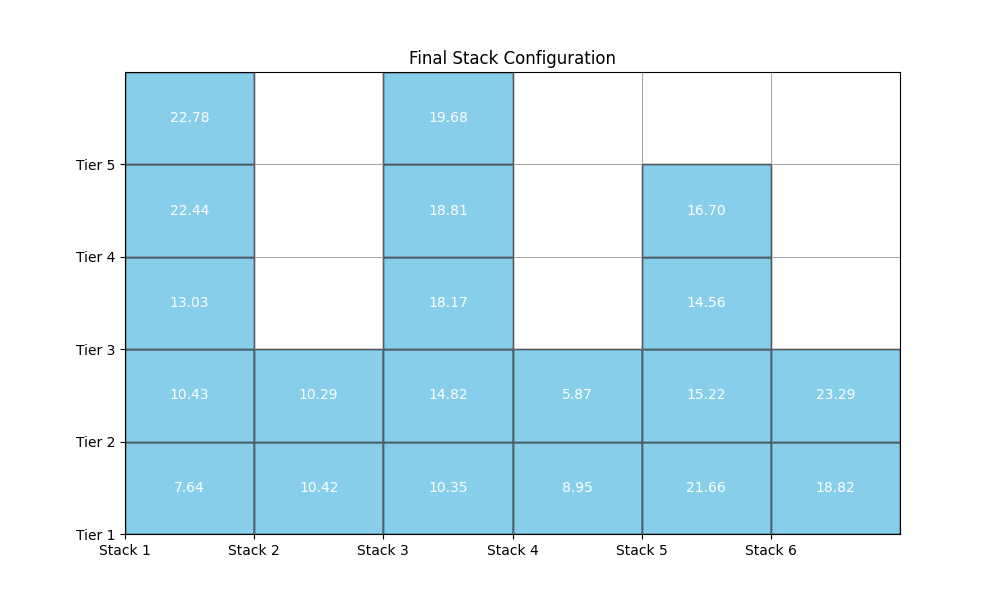 Final Stack Configuration
22.78 19.68
Tier 5
22.44 18.81 16.70
Tier 4
13.03 18.17 14.56
Tier 3
10.43 10.29 14.82 5.87 15.22 23.29
Tier 2
7.64 10.42 10.35 8.95 21.66 18.82
Tier 1
Stack 1 Stack 2 Stack 3 Stack 4 Stack 5 Stack 6